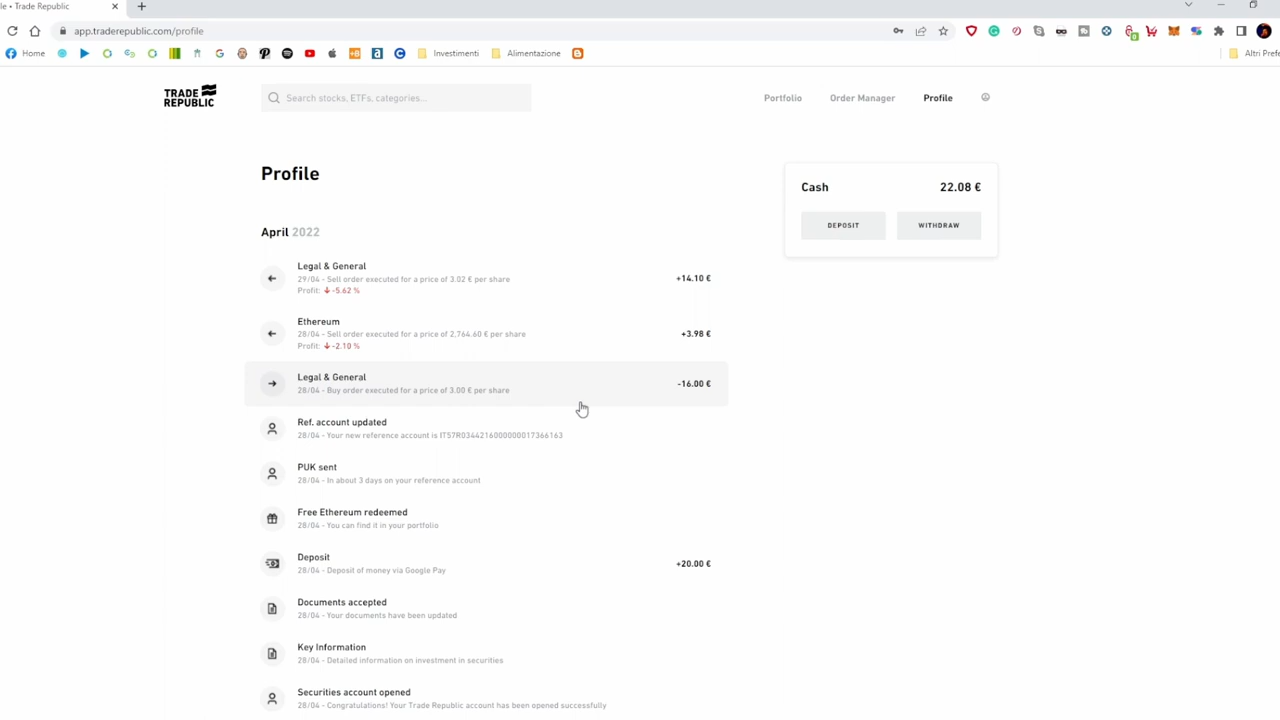 le • Trade Republic
app.traderepublic.com/profile
Home
Investimenti
Alimentazione
Altri Prefe
TRADE
REPUBLIC
Search stocks, ETFs, categories...
Portfolio
Order Manager
Profile
Profile
Cash
22.08 €
DEPOSIT
WITHDRAW
April 2022
Legal & General
29/04 - Sell order executed for a price of 3.02 € per share
Profit: -5.62 %
+14.10 €
Ethereum
28/04 - Sell order executed for a price of 2,764.60 € per share
Profit: -2.10 %
+3.98 €
Legal & General
28/04 - Buy order executed for a price of 3.00 € per share
-16.00 €
Ref. account updated
28/04 - Your new reference account is IT57R0344216000000017366163
PUK sent
28/04 - In about 3 days on your reference account
Free Ethereum redeemed
28/04 - You can find it in your portfolio
Deposit
28/04 - Deposit of money via Google Pay
+20.00 €
Documents accepted
28/04 - Your documents have been updated
Key Information
28/04 - Detailed information on investment in securities
Securities account opened
28/04 - Congratulations! Your Trade Republic account has been opened successfully